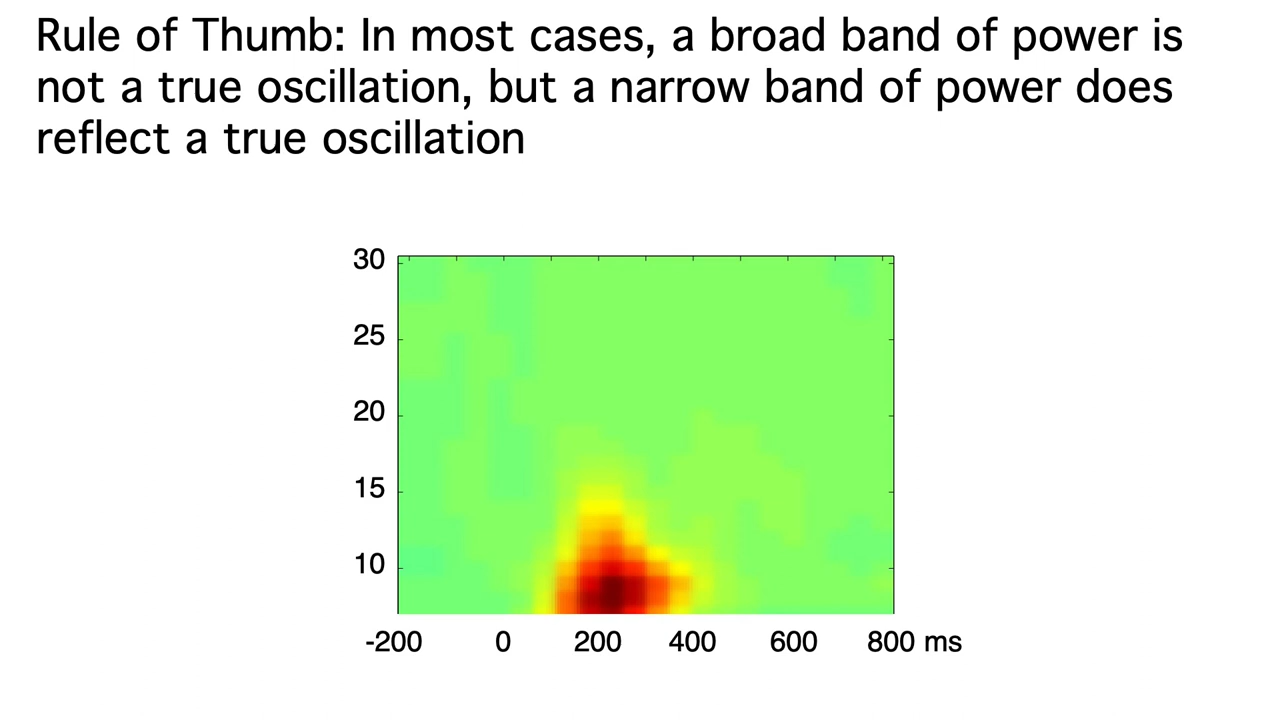 Rule of Thumb: In most cases, a broad band of power is
not a true oscillation, but a narrow band of power does
reflect a true oscillation
30
25
20
15
10
-200 0 200 400 600 800 ms